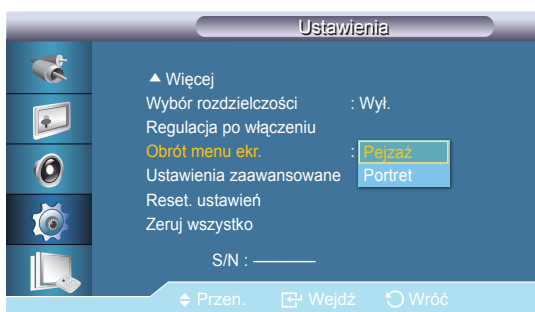 Ustawienia
▲ Więcej
Wybór rozdzielczości : Wył.
Regulacja po włączeniu
Obrót menu ekr. : Pejzaż
Ustawienia zaawansowane Portret
Reset. ustawień
Zeruj wszystko
S/N : ————
Przen. Wejdź Wróć